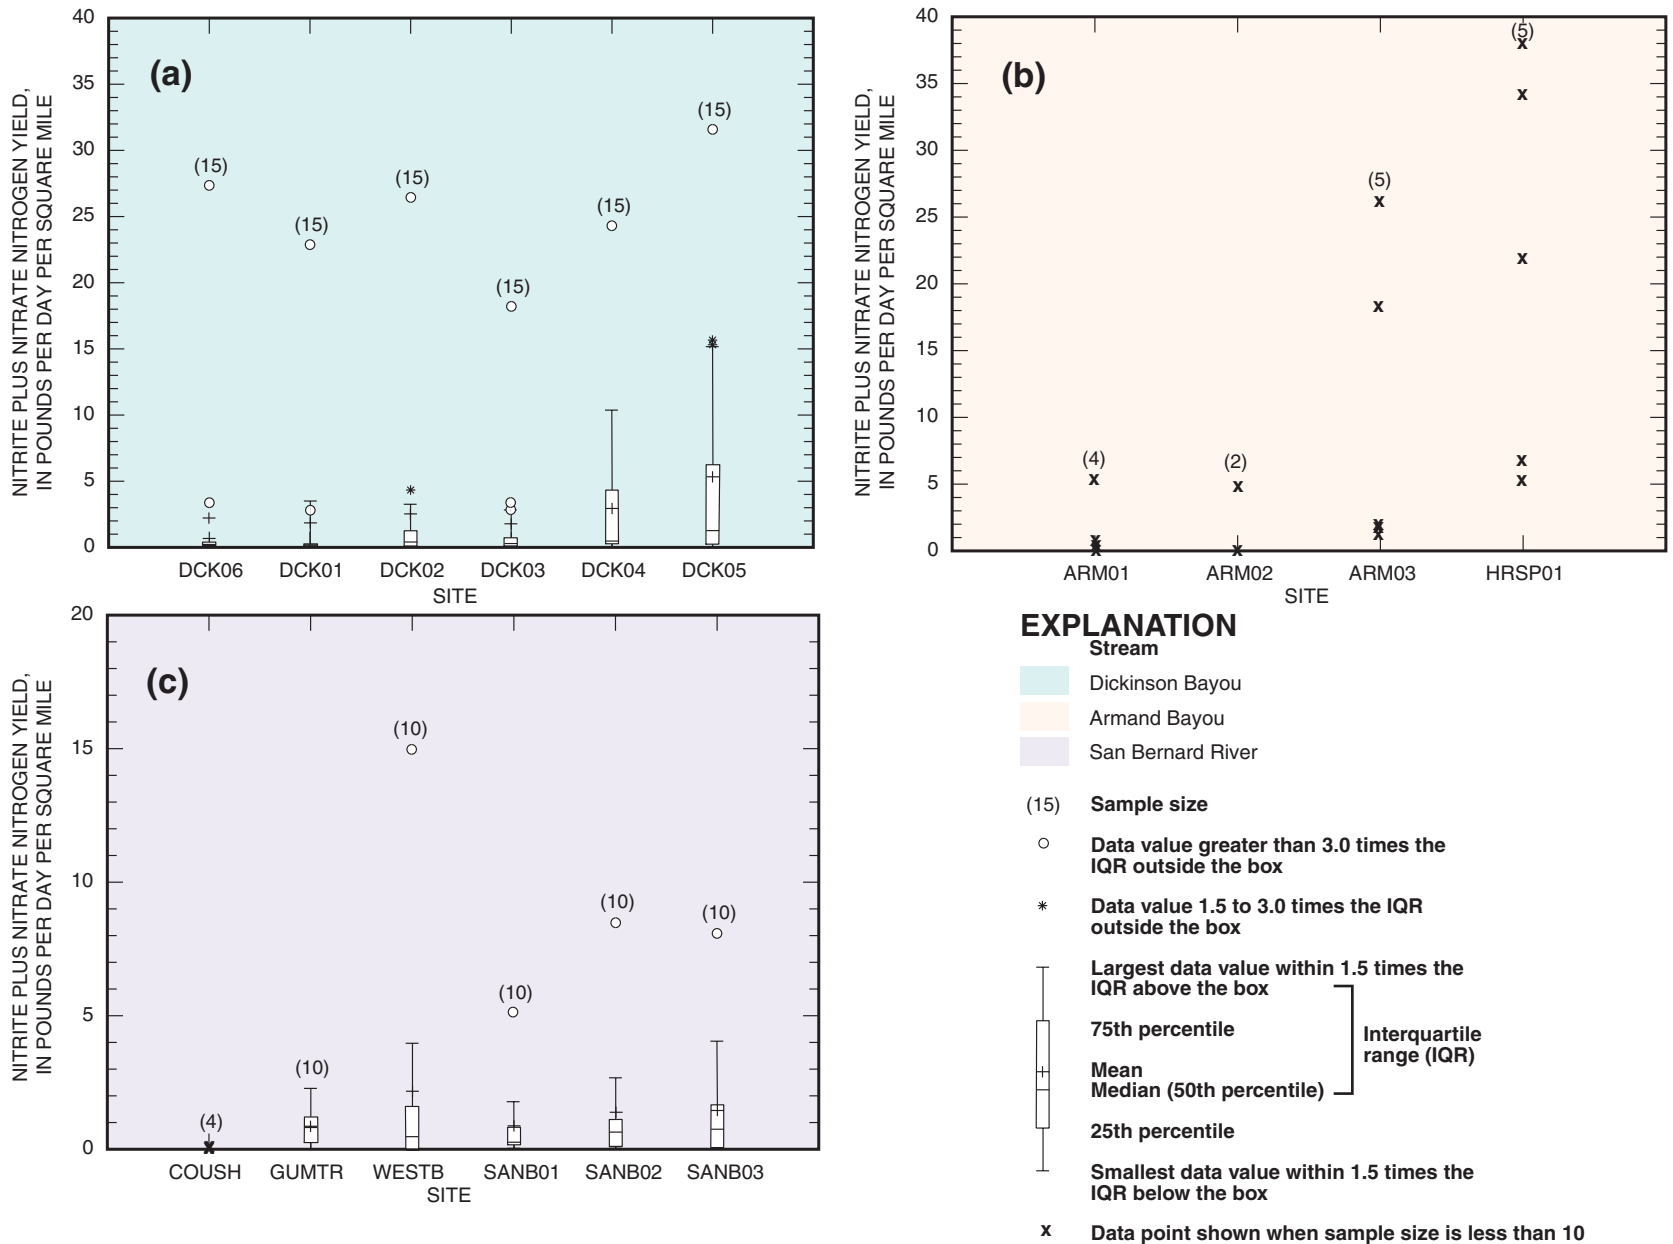 (a)
NITRITE PLUS NITRATE NITROGEN YIELD,
IN POUNDS PER DAY PER SQUARE MILE
40
35
30
25
20
15
10
5
0
(15)
(15)
(15)
(15)
(15)
(15)
DCK06 DCK01 DCK02 DCK03 DCK04 DCK05
SITE
(b)
NITRITE PLUS NITRATE NITROGEN YIELD,
IN POUNDS PER DAY PER SQUARE MILE
40
35
30
25
20
15
10
5
0
(4)
(2)
(5)
(5)
ARM01 ARM02 ARM03 HRSP01
SITE
(c)
NITRITE PLUS NITRATE NITROGEN YIELD,
IN POUNDS PER DAY PER SQUARE MILE
20
15
10
5
0
(4)
(10)
(10)
(10)
(10)
(10)
COUSH GUMTR WESTB SANB01 SANB02 SANB03
SITE
EXPLANATION
Stream
Dickinson Bayou
Armand Bayou
San Bernard River
(15) Sample size
Data value greater than 3.0 times the
IQR outside the box
* Data value 1.5 to 3.0 times the IQR
outside the box
Largest data value within 1.5 times the
IQR above the box
75th percentile
Mean
Median (50th percentile)
25th percentile
Interquartile
range (IQR)
Smallest data value within 1.5 times the
IQR below the box
x Data point shown when sample size is less than 10